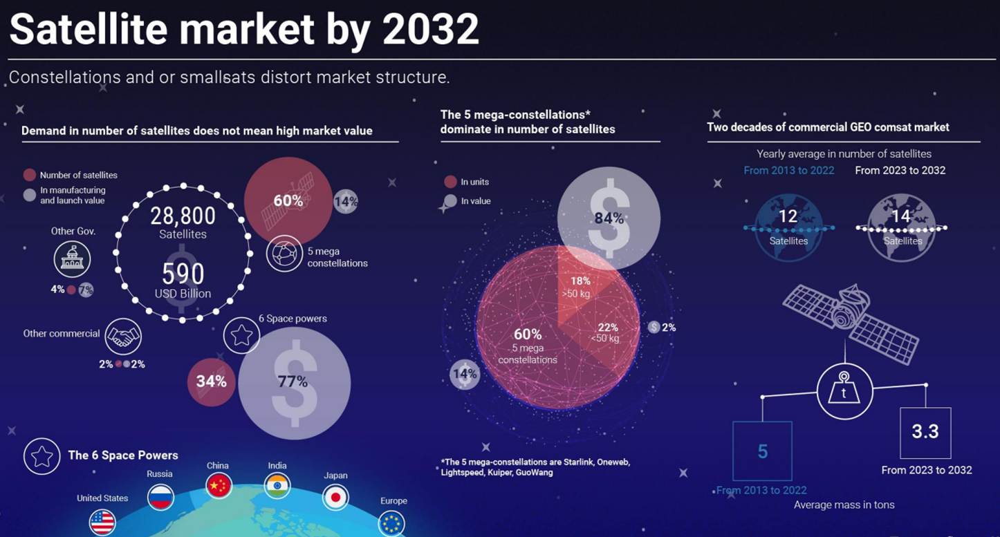 Satellite market by 2032
Constellations and or smallsats distort market structure.
Demand in number of satellites does not mean high market value
Number of satellites
In manufacturing
and launch value
28,800
Satellites
590
USD Billion
60%
14%
5 mega
constellations
Other Gov.
4% 7%
Other commercial
2% 2%
6 Space powers
34%
77%
The 6 Space Powers
United States
Russia
China
India
Japan
Europe
The 5 mega-constellations*
dominate in number of satellites
In units
In value
$
84%
18%
>50 kg
22%
<50 kg
$ 2%
60%
5 mega
constellations
14%
*The 5 mega-constellations are Starlink, Oneweb,
Lightspeed, Kuiper, GuoWang
Two decades of commercial GEO comsat market
Yearly average in number of satellites
From 2013 to 2022 From 2023 to 2032
12
Satellites
14
Satellites
t
5
From 2013 to 2022
3.3
From 2023 to 2032
Average mass in tons